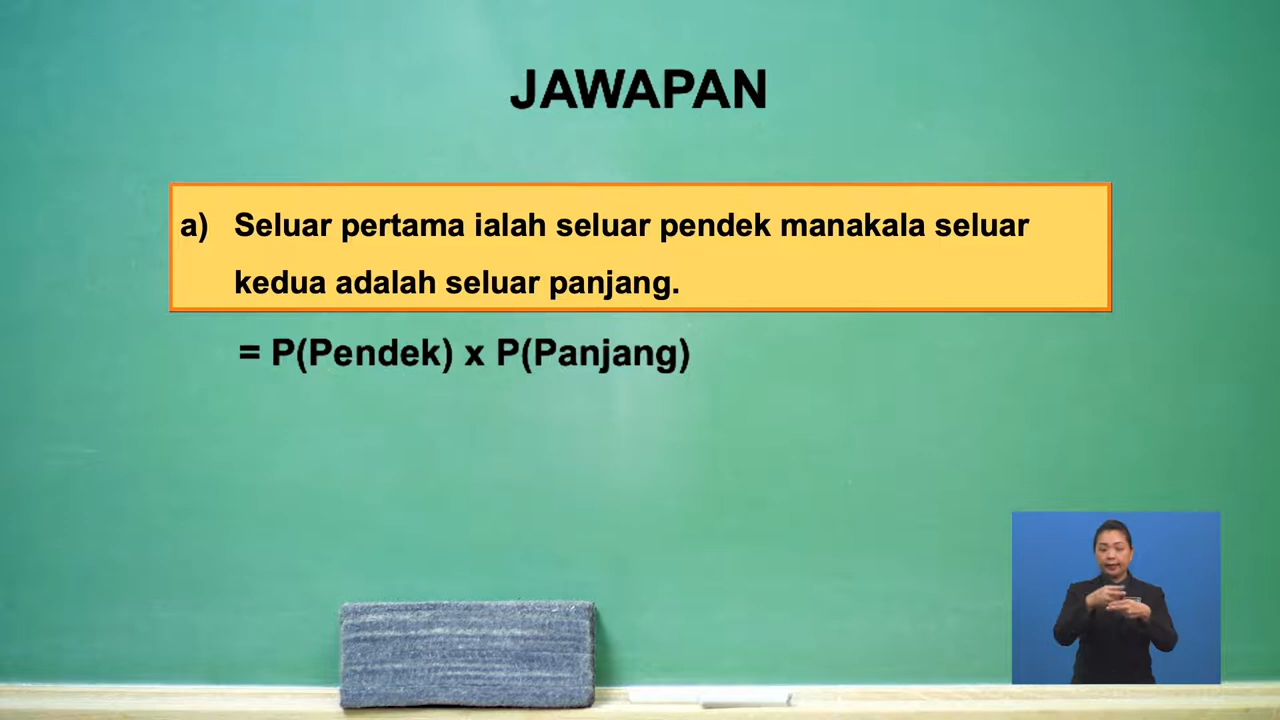 JAWAPAN
a) Seluar pertama ialah seluar pendek manakala seluar
kedua adalah seluar panjang.
= P(Pendek) x P(Panjang)